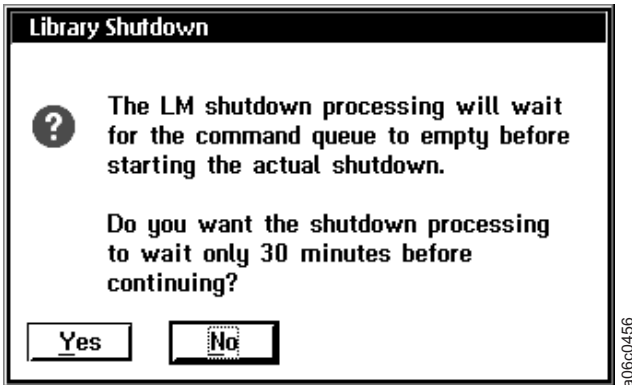 Library Shutdown
The LM shutdown processing will wait
for the command queue to empty before
starting the actual shutdown.
Do you want the shutdown processing
to wait only 30 minutes before
continuing?
Yes
No
a06c0456